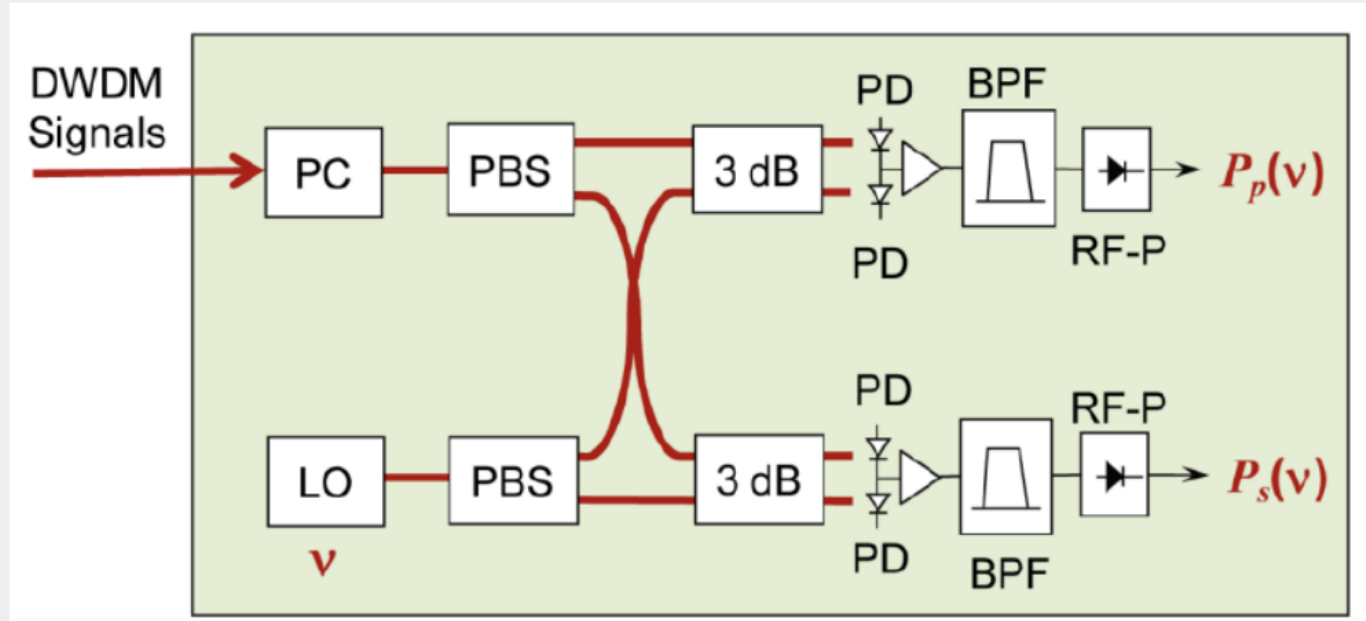 DWDM
Signals
PC
PBS
3 dB
PD
PD
BPF
RF-P
Pp(ν)
LO
ν
PBS
3 dB
PD
PD
BPF
RF-P
Ps(ν)